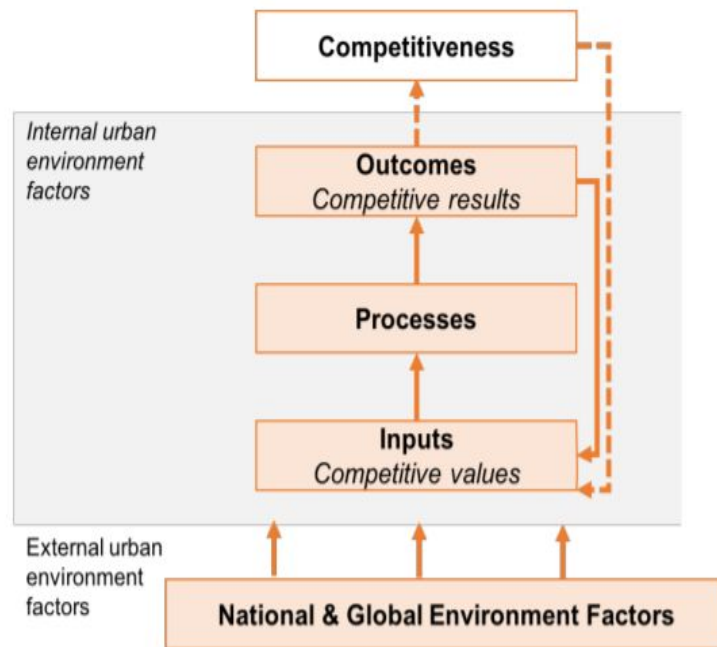 Competitiveness
Internal urban
environment
factors
Outcomes
Competitive results
Processes
Inputs
Competitive values
External urban
environment
factors
National & Global Environment Factors